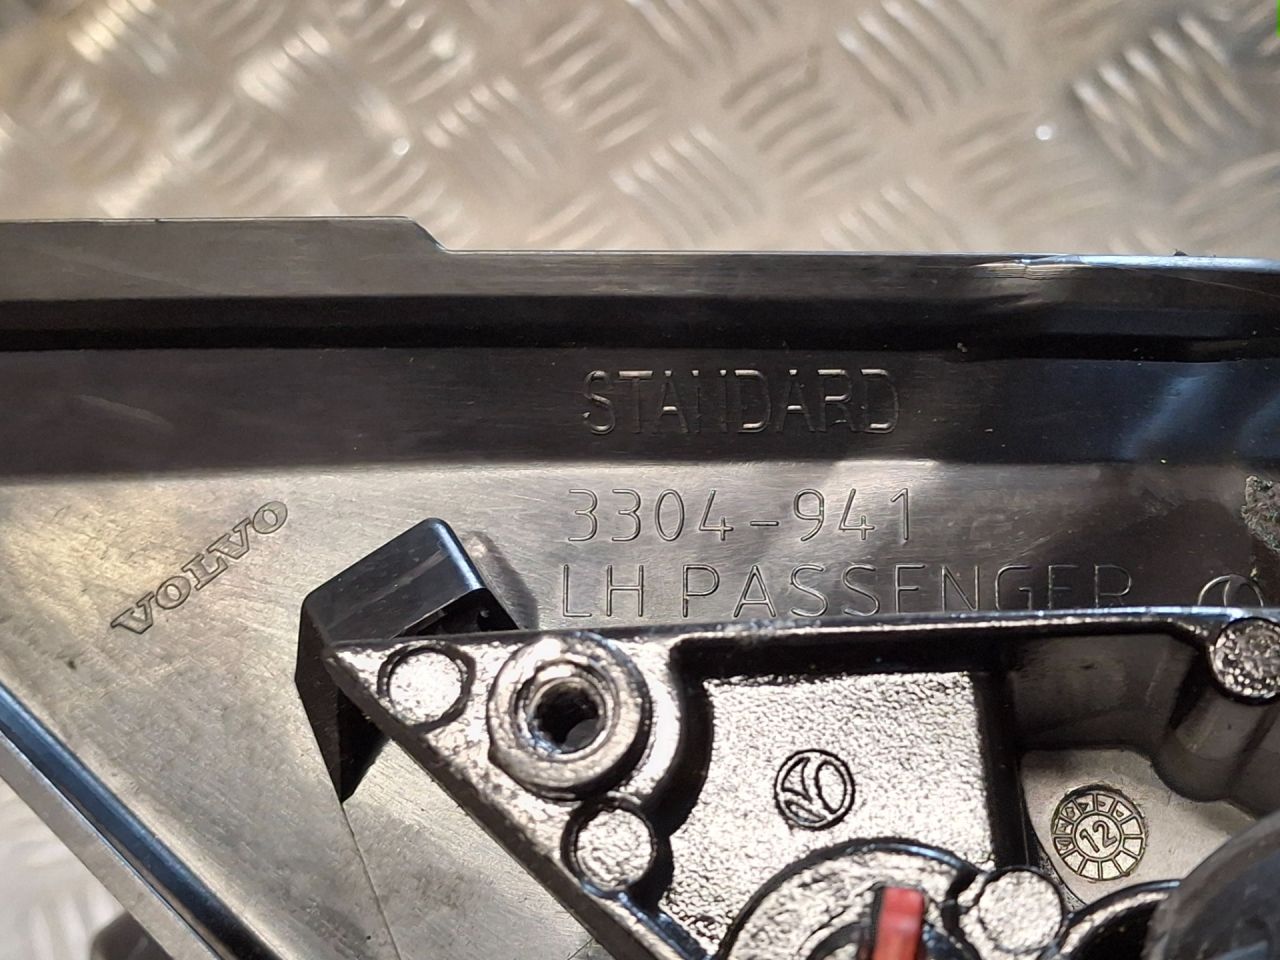 STANDARD
3304-941
LH PASSENGER
VOLVO
12